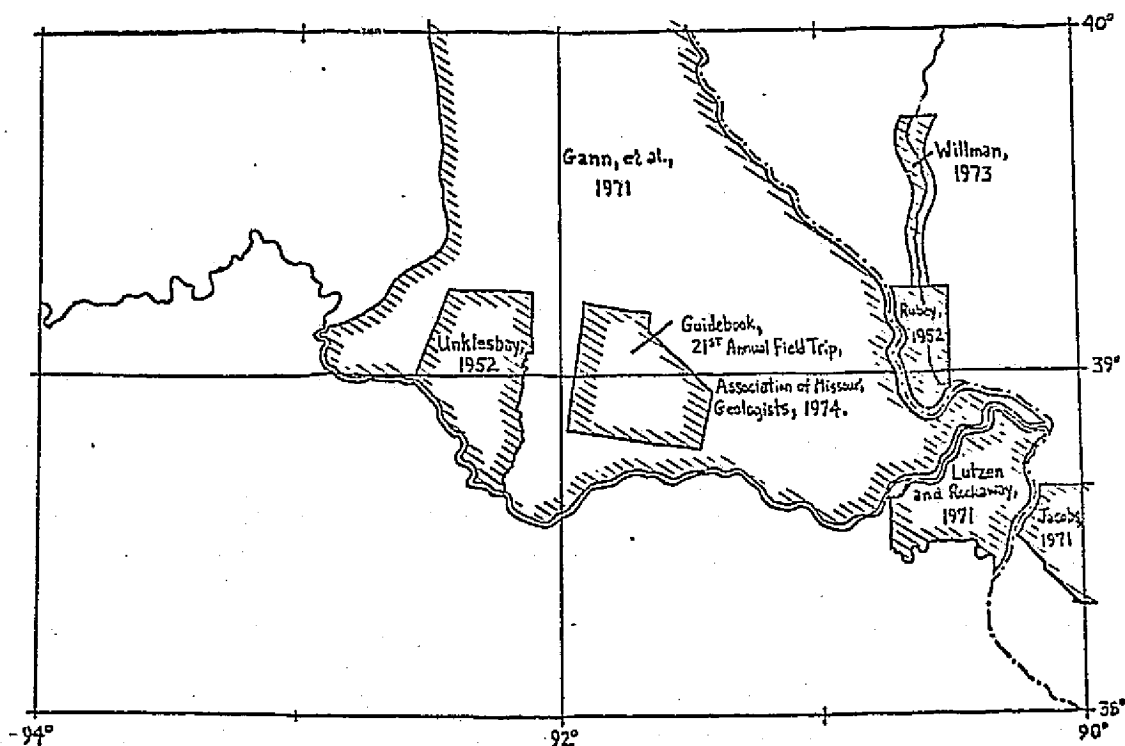 40°
Gann, et al.,
1971
Willman,
1973
Rubey,
1952
Unklesbay,
1952
Guidebook,
21ST Annual Field Trip,
Association of Missouri
Geologists, 1974.
39°
Lutzen
and Rockaway,
1971
Jacobs
1971
38°
-94°
-92°
90°